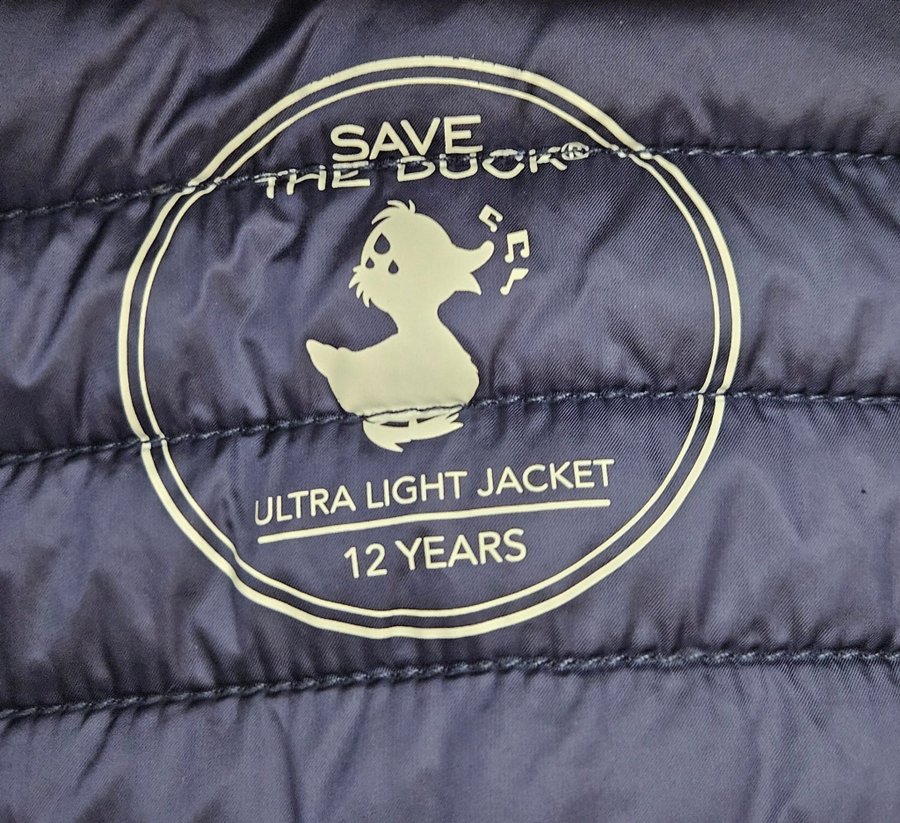 SAVE
THE DUCK®
ULTRA LIGHT JACKET
12 YEARS